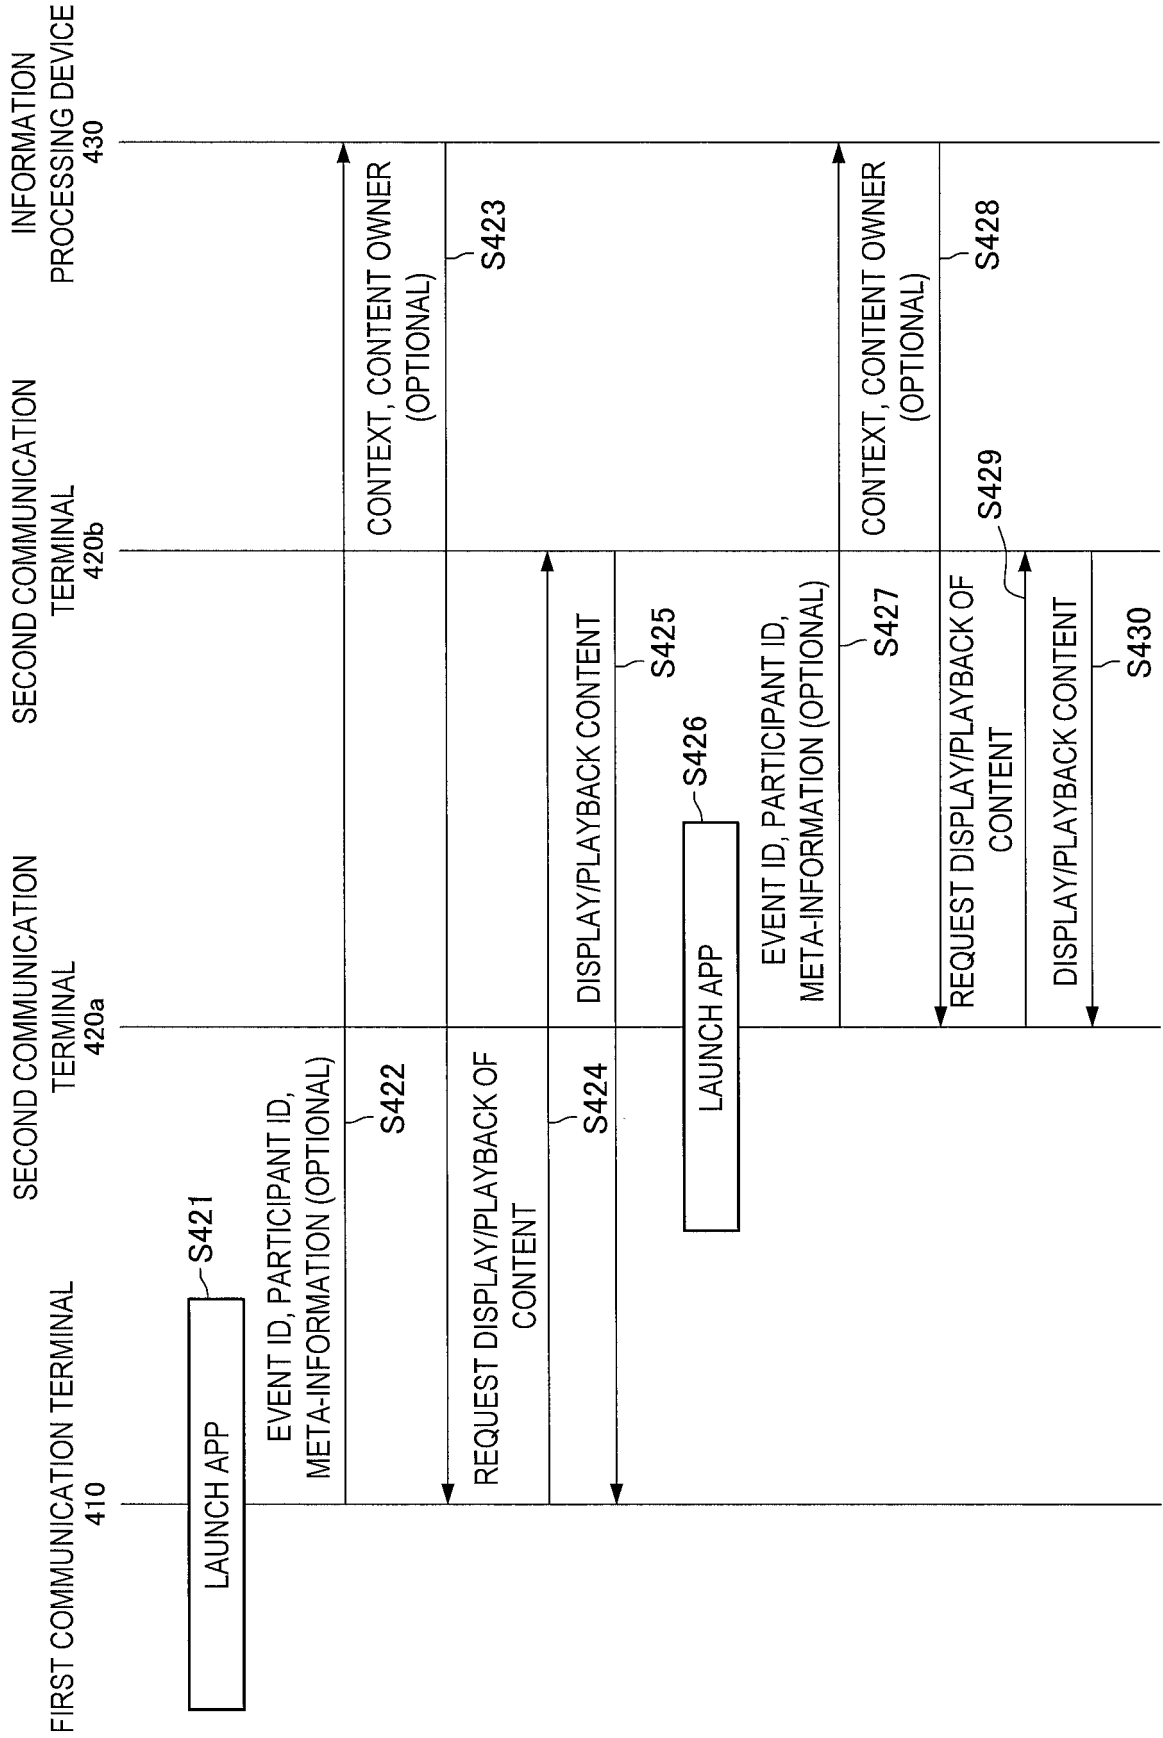 FIRST COMMUNICATION TERMINAL
410
SECOND COMMUNICATION
TERMINAL
420a
SECOND COMMUNICATION
TERMINAL
420b
INFORMATION
PROCESSING DEVICE
430
LAUNCH APP
S421
EVENT ID, PARTICIPANT ID,
META-INFORMATION (OPTIONAL)
S422
CONTEXT, CONTENT OWNER
(OPTIONAL)
S423
REQUEST DISPLAY/PLAYBACK OF
CONTENT
S424
DISPLAY/PLAYBACK CONTENT
S425
LAUNCH APP
S426
EVENT ID, PARTICIPANT ID,
META-INFORMATION (OPTIONAL)
S427
CONTEXT, CONTENT OWNER
(OPTIONAL)
S428
REQUEST DISPLAY/PLAYBACK OF
CONTENT
S429
DISPLAY/PLAYBACK CONTENT
S430